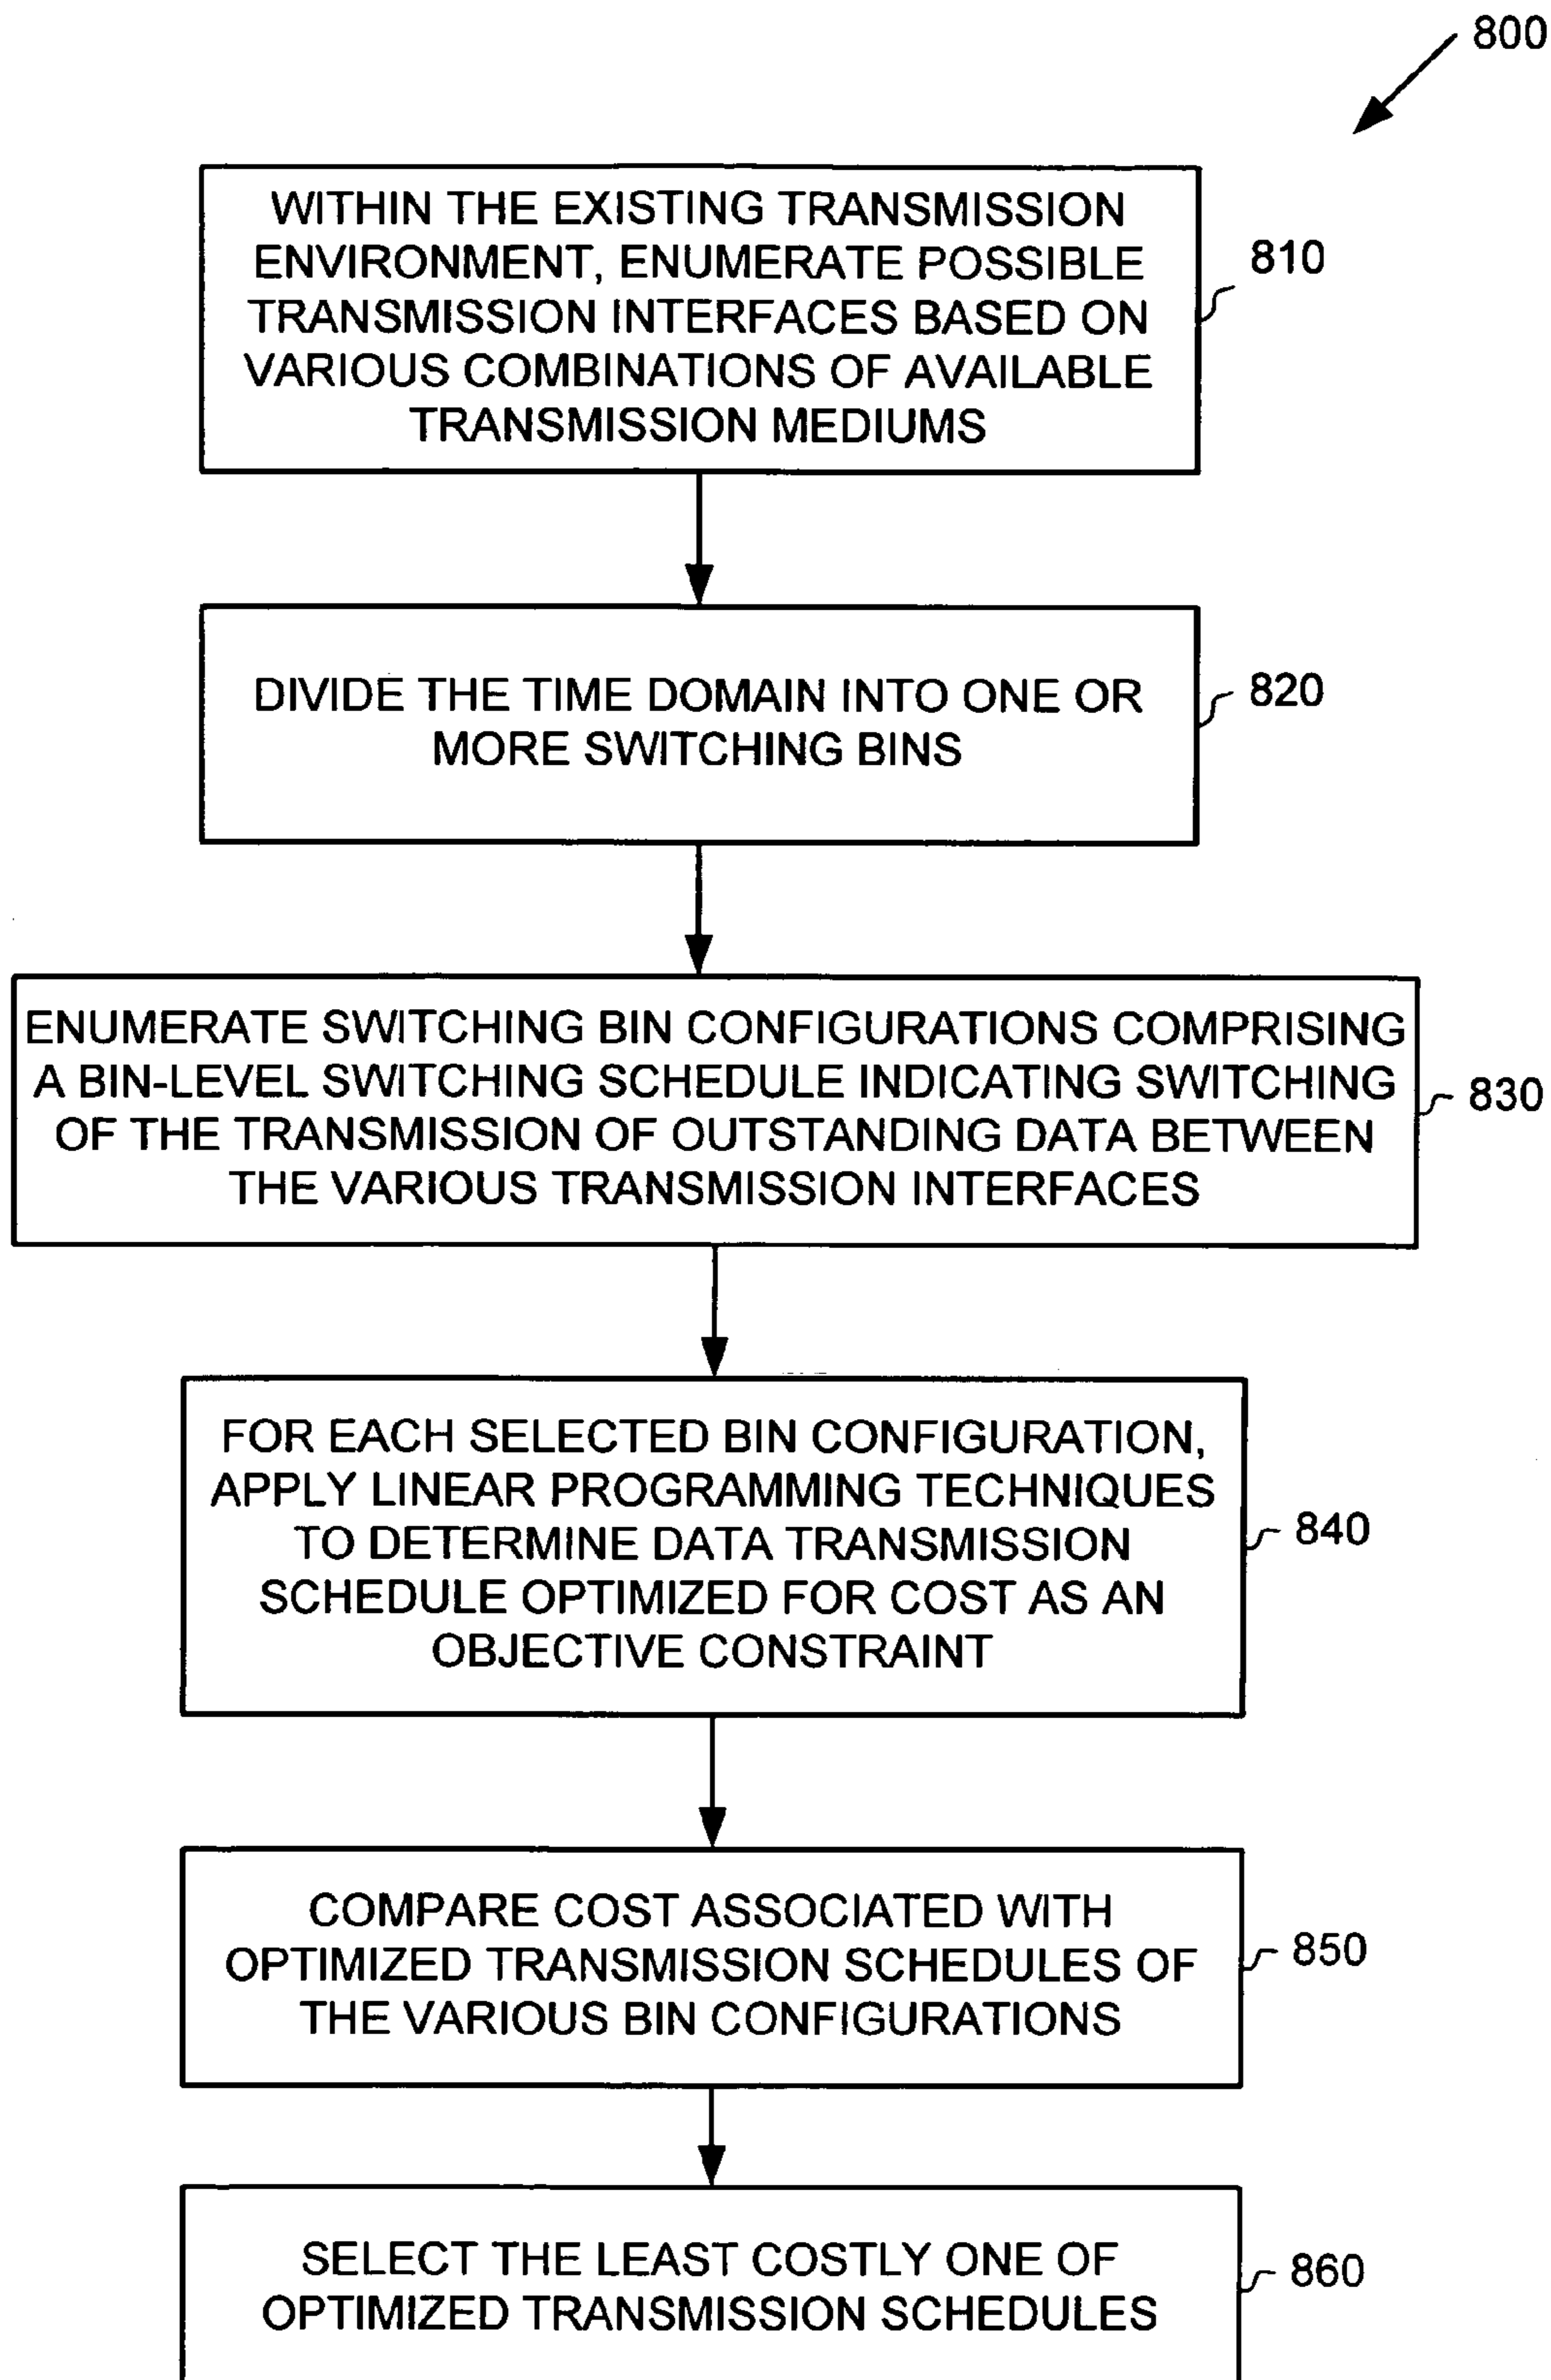 800
WITHIN THE EXISTING TRANSMISSION
ENVIRONMENT, ENUMERATE POSSIBLE
TRANSMISSION INTERFACES BASED ON
VARIOUS COMBINATIONS OF AVAILABLE
TRANSMISSION MEDIUMS
810
DIVIDE THE TIME DOMAIN INTO ONE OR
MORE SWITCHING BINS
820
ENUMERATE SWITCHING BIN CONFIGURATIONS COMPRISING
A BIN-LEVEL SWITCHING SCHEDULE INDICATING SWITCHING
OF THE TRANSMISSION OF OUTSTANDING DATA BETWEEN
THE VARIOUS TRANSMISSION INTERFACES
830
FOR EACH SELECTED BIN CONFIGURATION,
APPLY LINEAR PROGRAMMING TECHNIQUES
TO DETERMINE DATA TRANSMISSION
SCHEDULE OPTIMIZED FOR COST AS AN
OBJECTIVE CONSTRAINT
840
COMPARE COST ASSOCIATED WITH
OPTIMIZED TRANSMISSION SCHEDULES OF
THE VARIOUS BIN CONFIGURATIONS
850
SELECT THE LEAST COSTLY ONE OF
OPTIMIZED TRANSMISSION SCHEDULES
860